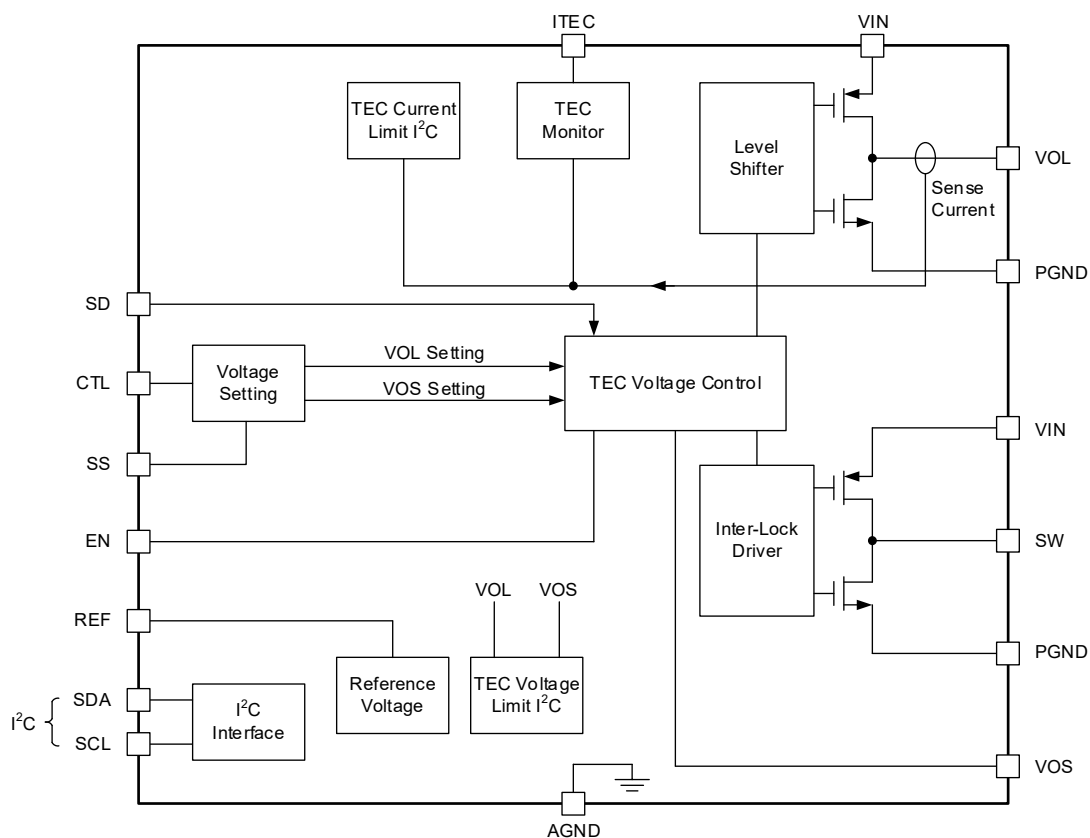 ITEC
VIN
TEC Current
Limit I²C
TEC
Monitor
Level
Shifter
VOL
Sense
Current
PGND
SD
VOL Setting
CTL
Voltage
Setting
VOS Setting
TEC Voltage Control
VIN
SS
EN
Inter-Lock
Driver
SW
VOL
VOS
REF
PGND
Reference
Voltage
TEC Voltage
Limit I²C
I²C
SDA
SCL
I²C
Interface
VOS
AGND